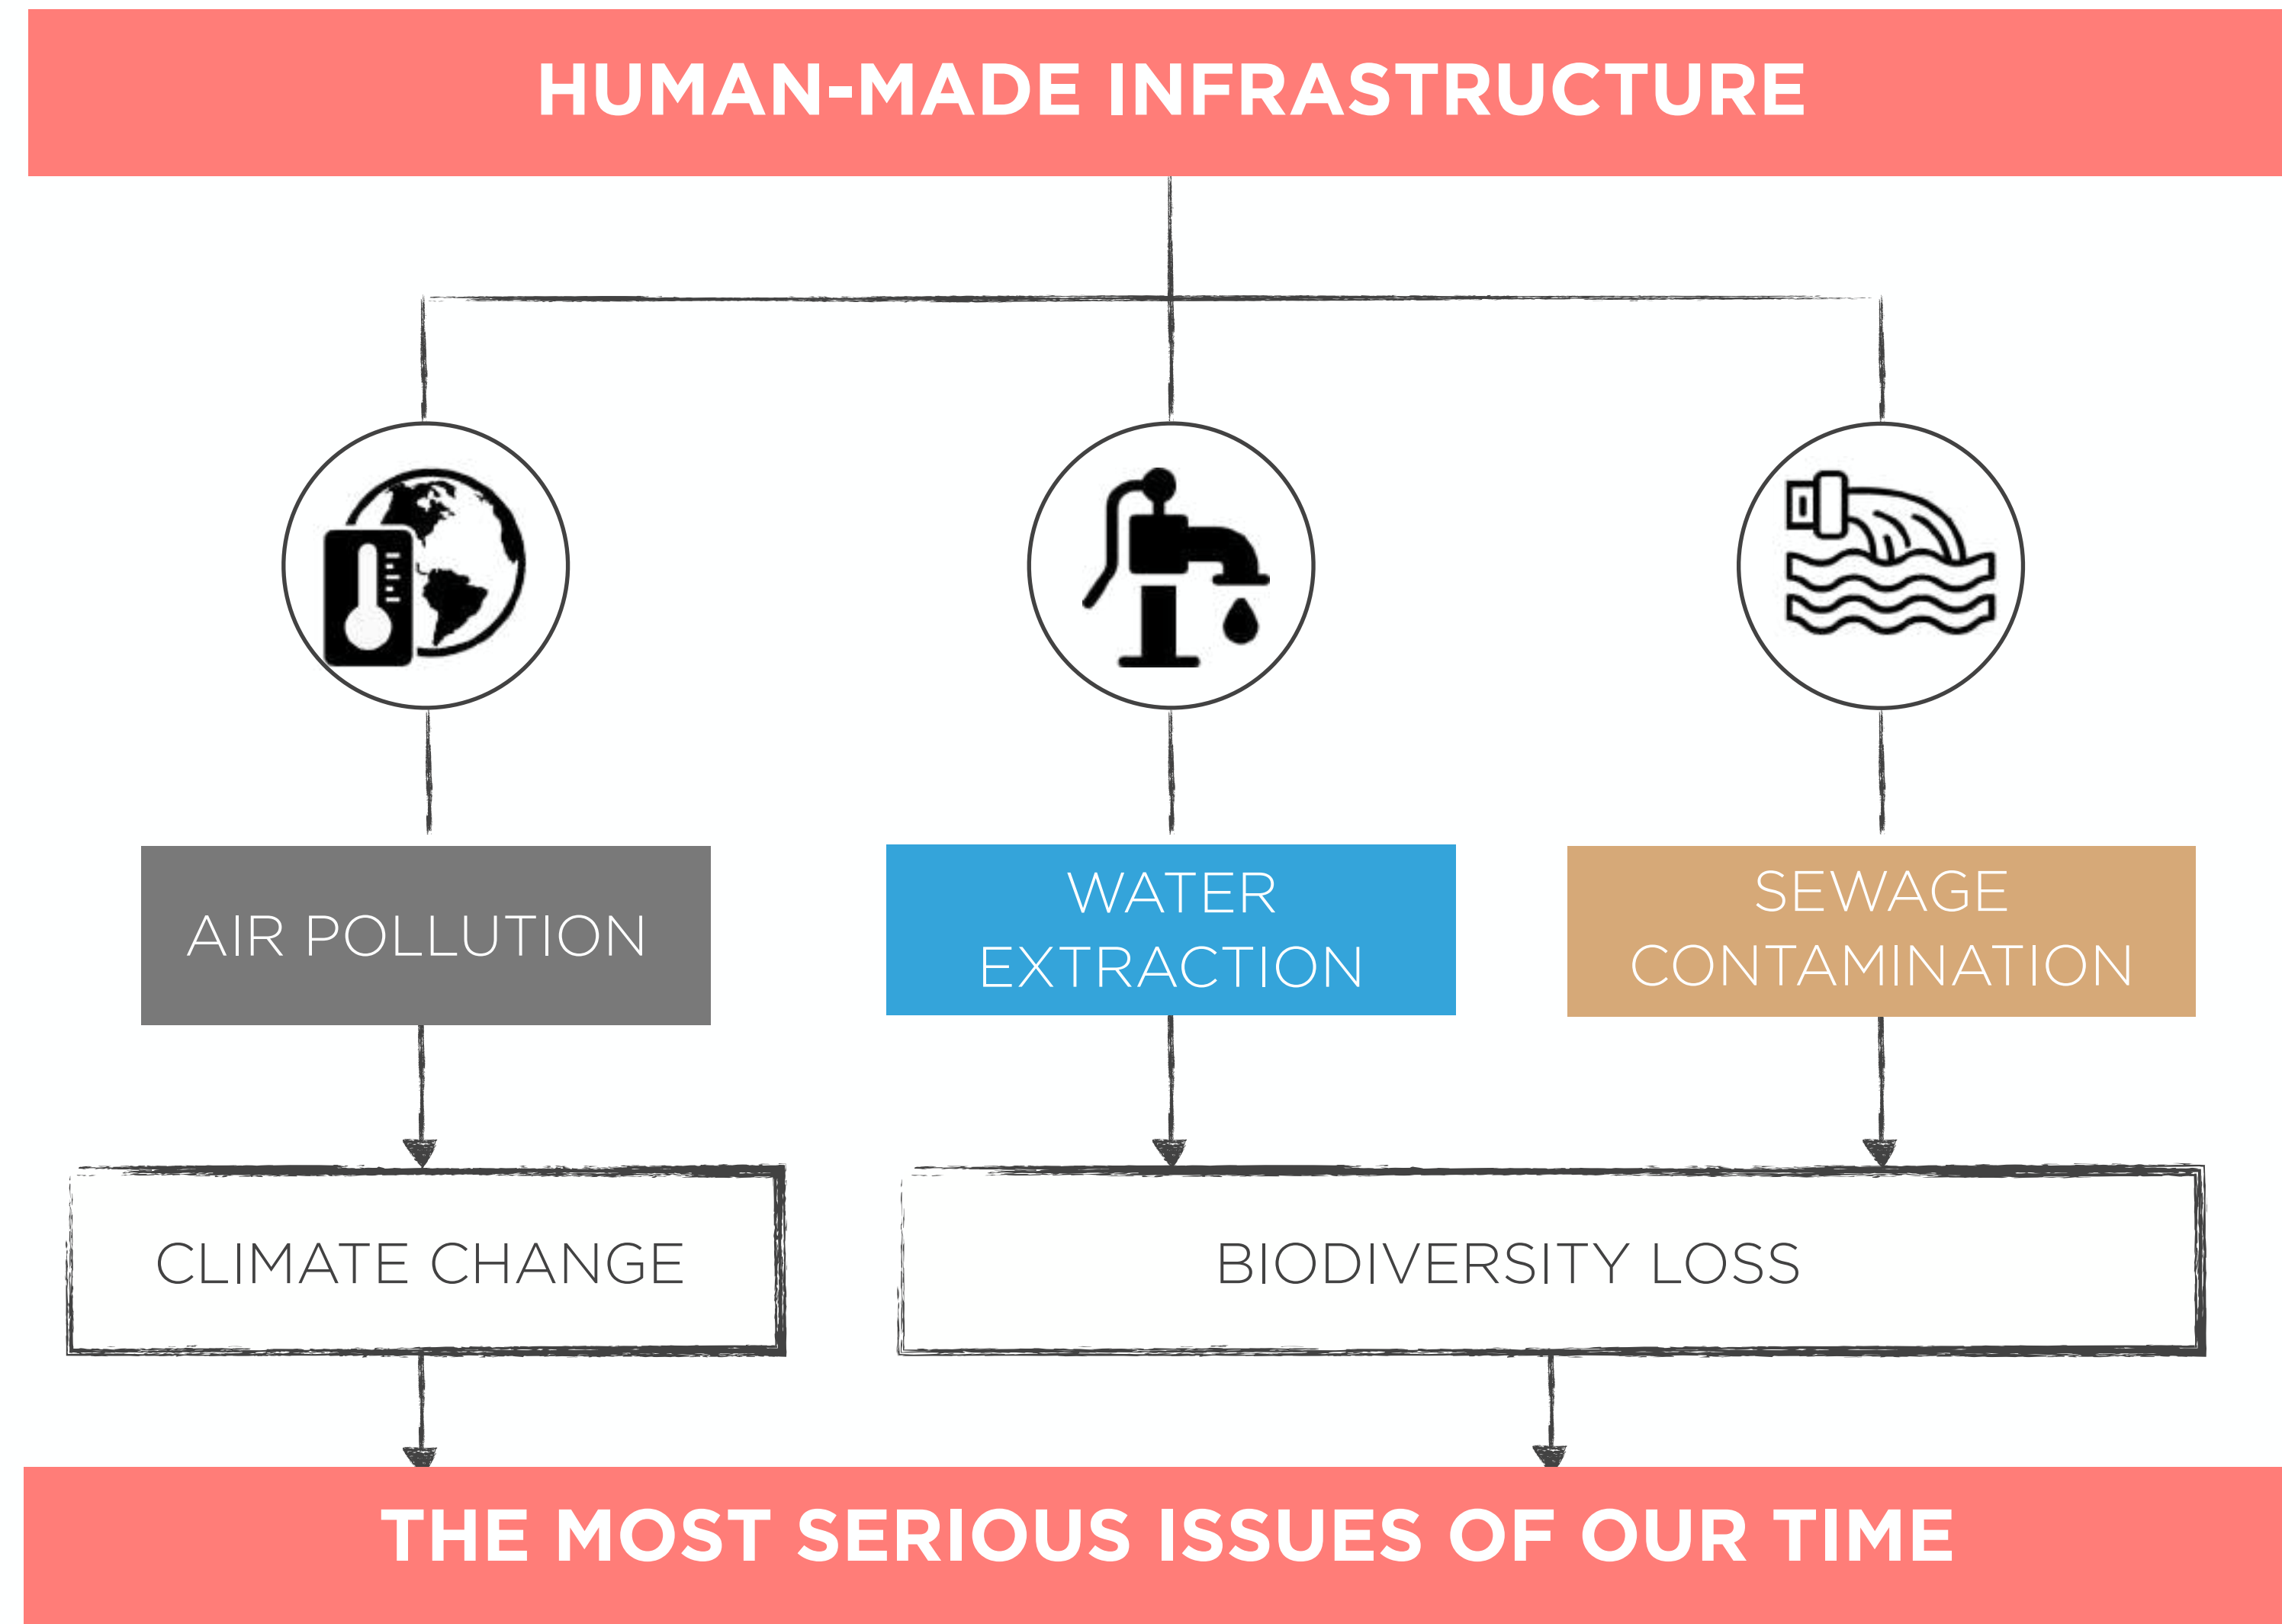 HUMAN-MADE INFRASTRUCTURE
AIR POLLUTION
WATER
EXTRACTION
SEWAGE
CONTAMINATION
CLIMATE CHANGE
BIODIVERSITY LOSS
THE MOST SERIOUS ISSUES OF OUR TIME